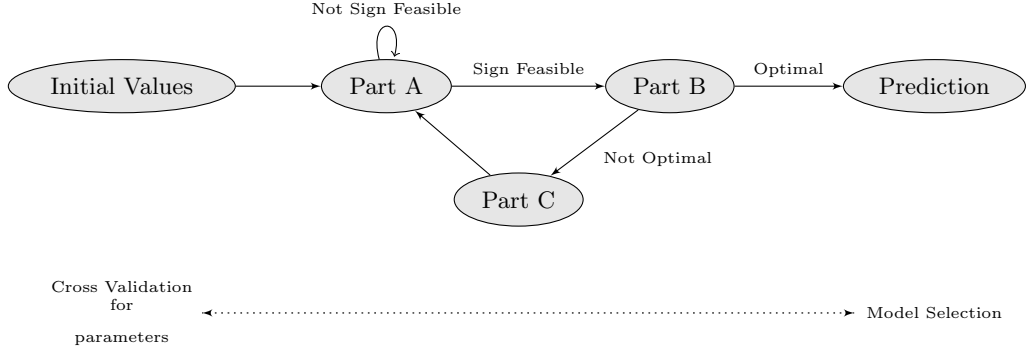 Not Sign Feasible
Initial Values
Part A
Sign Feasible
Part B
Optimal
Prediction
Not Optimal
Part C
Cross Validation
for
parameters
Model Selection